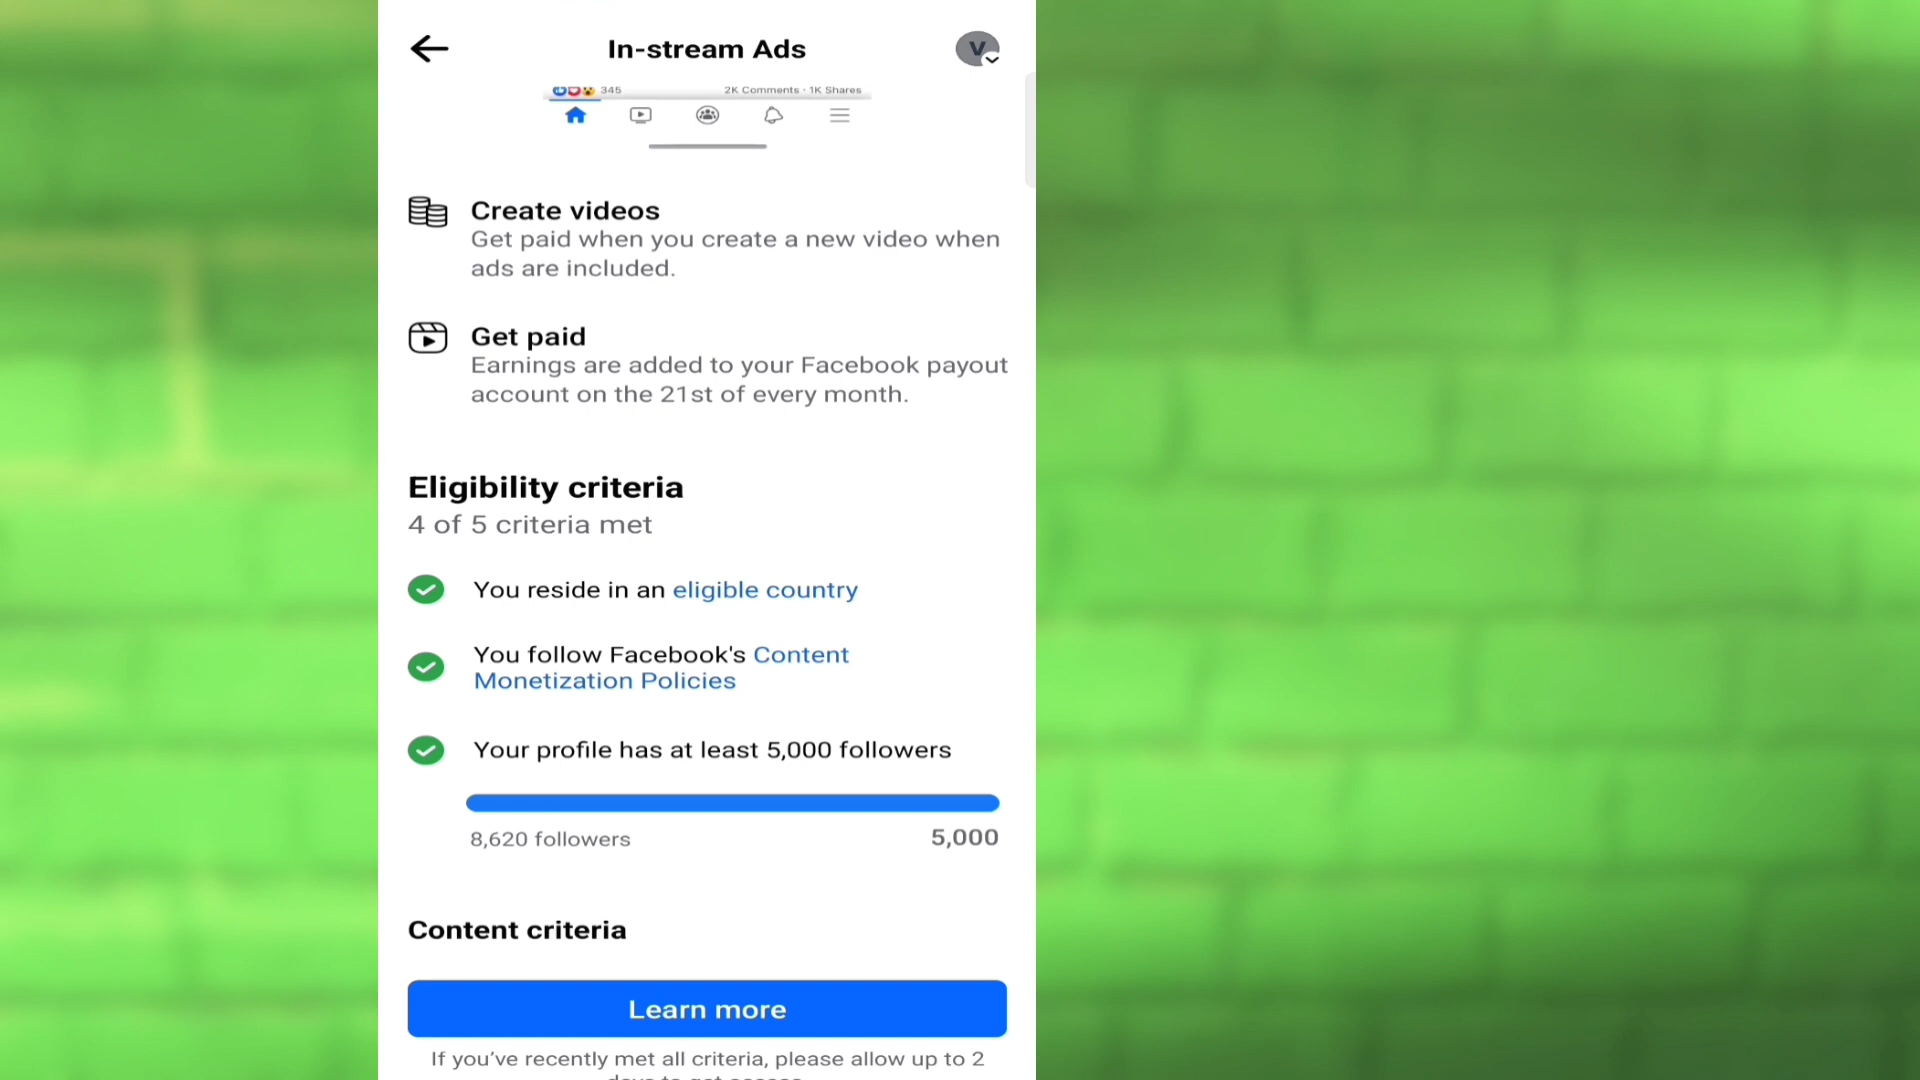 In-stream Ads
V
345
2K Comments · 1K Shares
Create videos
Get paid when you create a new video when
ads are included.
Get paid
Earnings are added to your Facebook payout
account on the 21st of every month.
Eligibility criteria
4 of 5 criteria met
You reside in an eligible country
You follow Facebook's Content
Monetization Policies
Your profile has at least 5,000 followers
8,620 followers
5,000
Content criteria
Learn more
If you’ve recently met all criteria, please allow up to 2